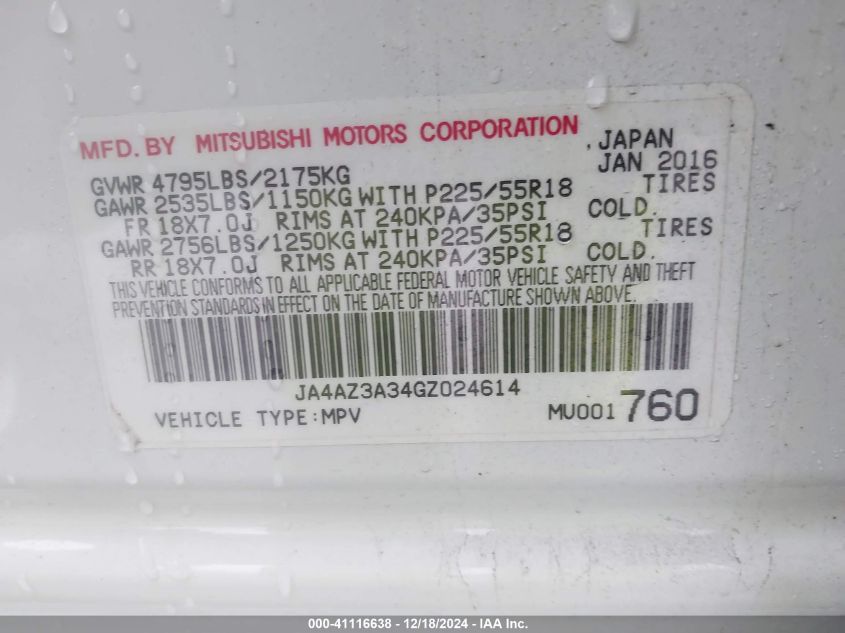 MFD. BY MITSUBISHI MOTORS CORPORATION , JAPAN
GVWR 4795LBS/2175KG JAN 2016
GAWR 2535LBS/1150KG WITH P225/55R18 TIRES
FR 18X7.0J RIMS AT 240KPA/35PSI COLD
GAWR 2756LBS/1250KG WITH P225/55R18 TIRES
RR 18X7.0J RIMS AT 240KPA/35PSI COLD.
THIS VEHICLE CONFORMS TO ALL APPLICABLE FEDERAL MOTOR VEHICLE SAFETY AND THEFT
PREVENTION STANDARDS IN EFFECT ON THE DATE OF MANUFACTURE SHOWN ABOVE.
JA4AZ3A34GZ024614
VEHICLE TYPE:MPV MU001 760
000-41116638 - 12/18/2024 - IAA Inc.